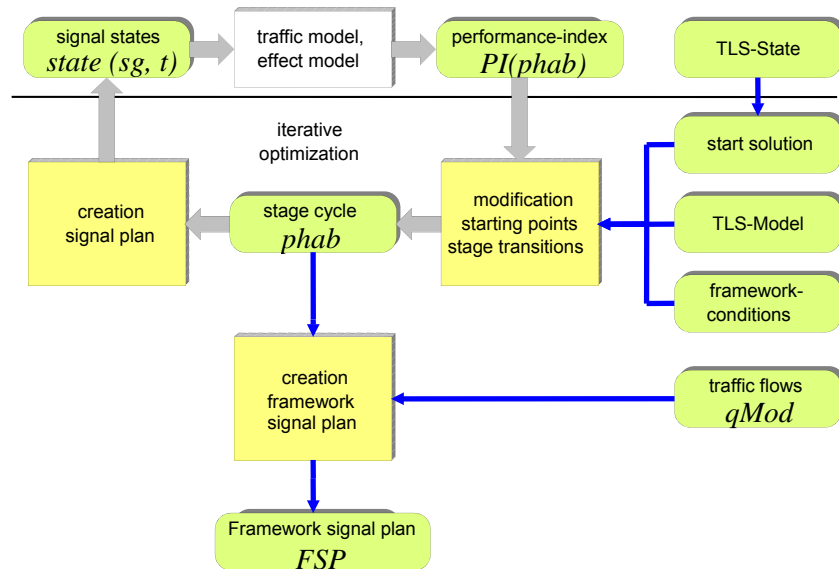 signal states
state (sg, t)
traffic model,
effect model
performance-index
PI(phab)
TLS-State
iterative
optimization
start solution
creation
signal plan
stage cycle
phab
modification
starting points
stage transitions
TLS-Model
framework-
conditions
creation
framework
signal plan
traffic flows
qMod
Framework signal plan
FSP